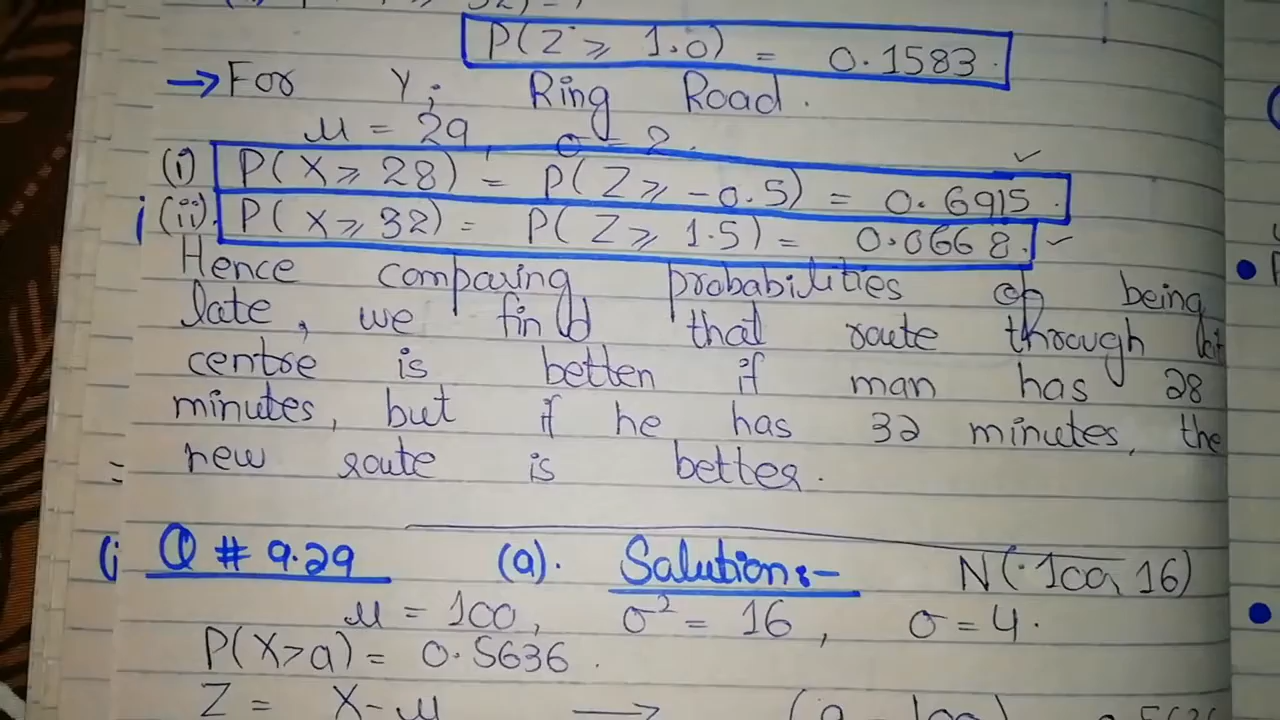 P(Z ≥ 1.0) = 0.1583.
→ For Y; Ring Road.
μ = 29, σ = 2.
(i) P(X ≥ 28) = P(Z ≥ -0.5) = 0.6915.
(ii). P(X ≥ 32) = P(Z ≥ 1.5) = 0.0668.
Hence comparing probabilities of being
late, we find that route through
centre is better if man has 28
minutes, but if he has 32 minutes, the
new route is better.
Q # 9.29 (a). Solution:- N(100, 16)
μ = 100, σ² = 16, σ = 4.
P(X>a) = 0.5636.
Z = X-μ →